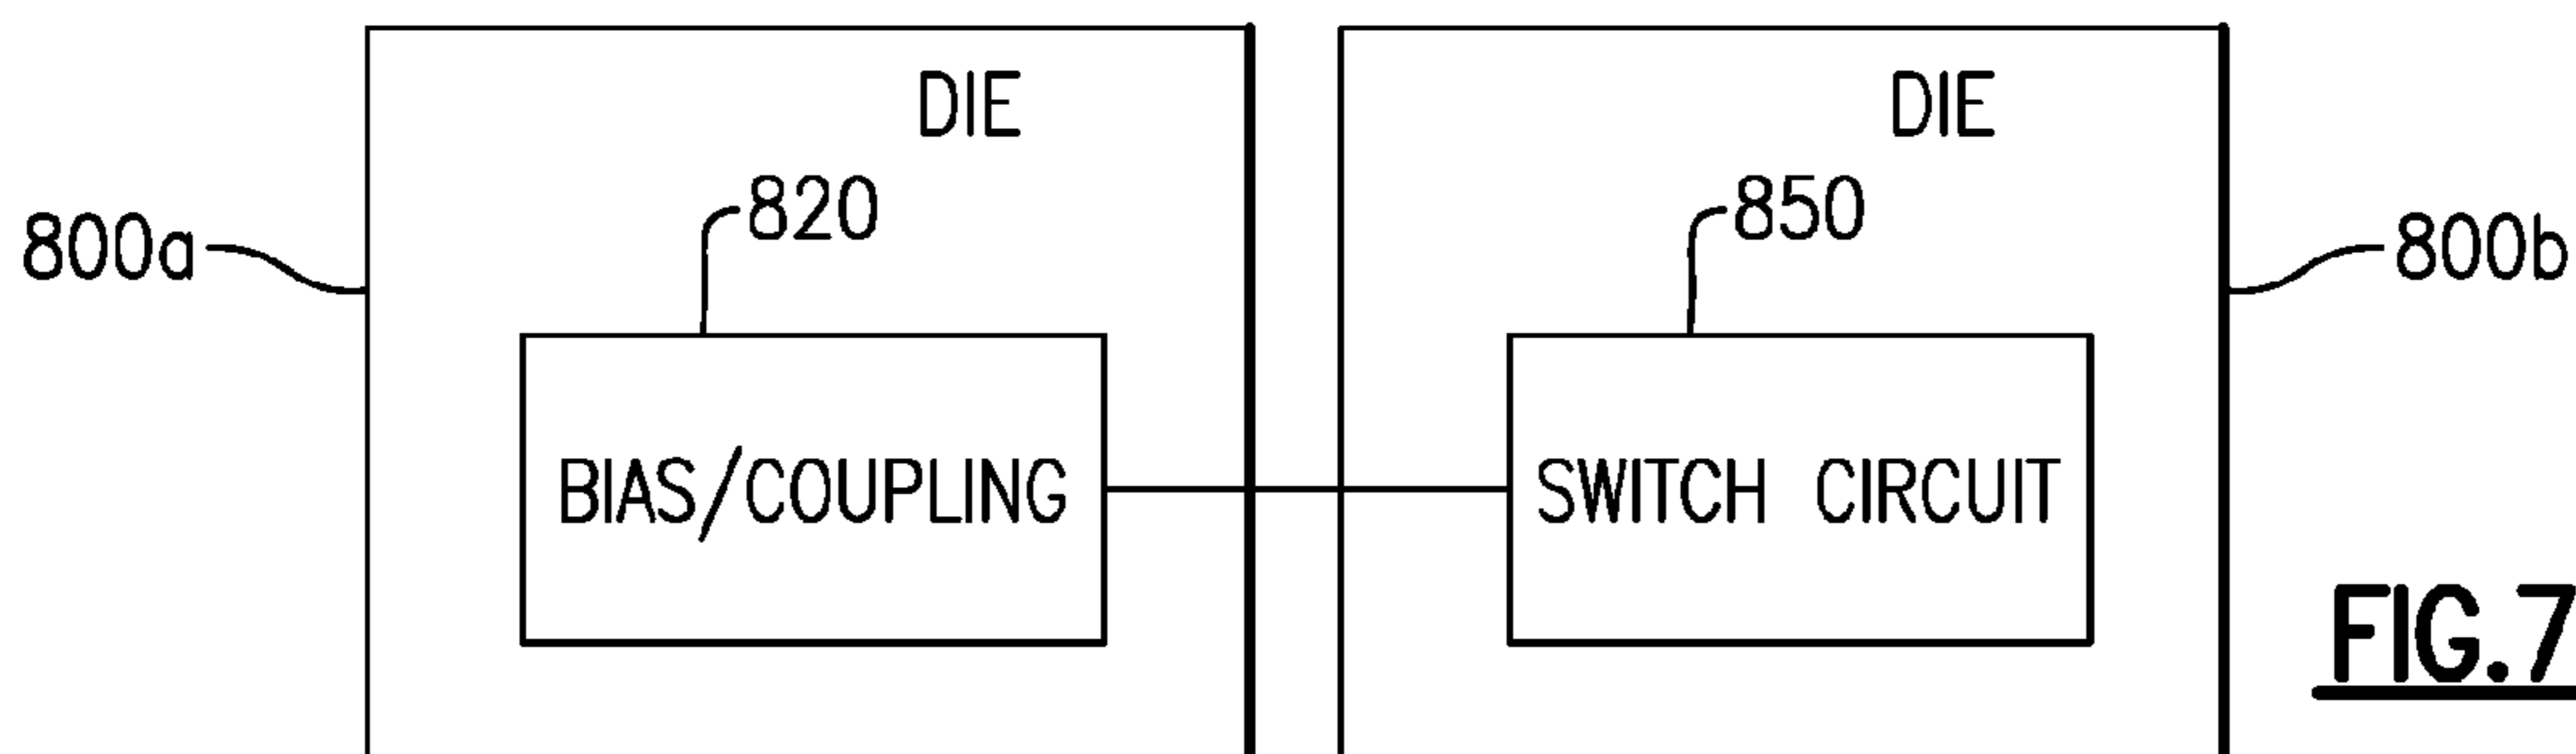 DIE
DIE
820
850
800a
800b
BIAS/COUPLING
SWITCH CIRCUIT
FIG.7